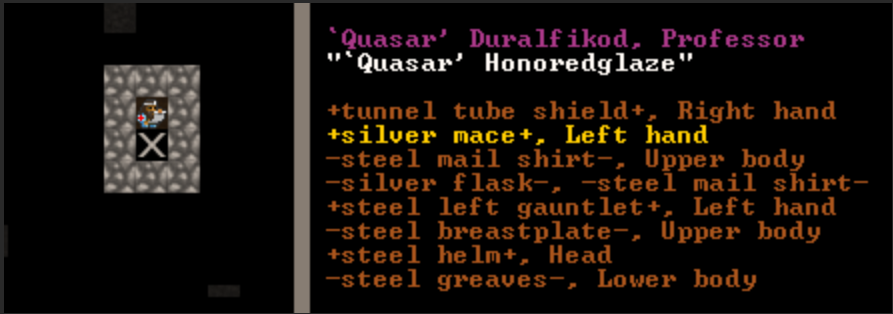 `Quasar' Duralfikod, Professor
"`Quasar' Honoredglaze"
+tunnel tube shield+, Right hand
+silver mace+, Left hand
-steel mail shirt-, Upper body
-silver flask-, -steel mail shirt-
+steel left gauntlet+, Left hand
-steel breastplate-, Upper body
+steel helm+, Head
-steel greaves-, Lower body
X